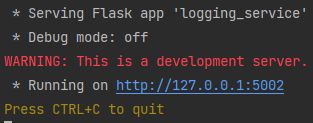 * Serving Flask app 'logging_service'
* Debug mode: off
WARNING: This is a development server.
* Running on http://127.0.0.1:5002
Press CTRL+C to quit